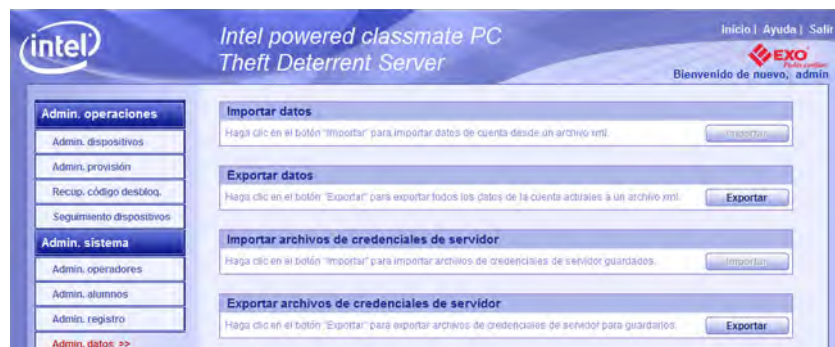 intel
Intel powered classmate PC
Theft Deterrent Server
Inicio | Ayuda | Salir
EXO
Bienvenido de nuevo, admin
Admin. operaciones
Admin. dispositivos
Admin. provisión
Recup. código desbloq.
Seguimiento dispositivos
Admin. sistema
Admin. operadores
Admin. alumnos
Admin. registro
Admin. datos >>
Importar datos
Haga clic en el botón "Importar" para importar datos de cuenta desde un archivo xml.
Importar
Exportar datos
Haga clic en el botón "Exportar" para exportar todos los datos de la cuenta actuales a un archivo xml.
Exportar
Importar archivos de credenciales de servidor
Haga clic en el botón "Importar" para importar archivos de credenciales de servidor guardados.
Importar
Exportar archivos de credenciales de servidor
Haga clic en el botón "Exportar" para exportar archivos de credenciales de servidor para guardarlos.
Exportar